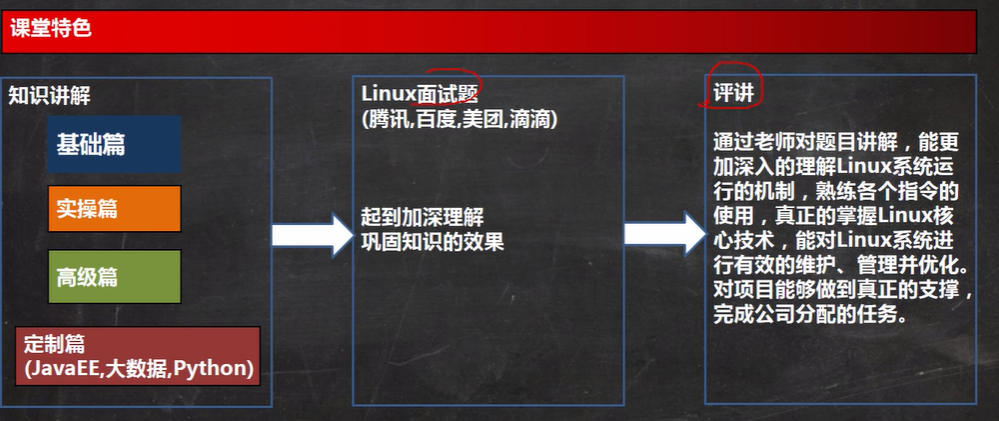 课堂特色
知识讲解
基础篇
实操篇
高级篇
定制篇
(JavaEE,大数据,Python)
Linux面试题
(腾讯,百度,美团,滴滴)
起到加深理解
巩固知识的效果
评讲
通过老师对题目讲解，能更
加深入的理解Linux系统运
行的机制，熟练各个指令的
使用，真正的掌握Linux核
心技术，能对Linux系统进
行有效的维护、管理并优化。
对项目能够做到真正的支撑，
完成公司分配的任务。